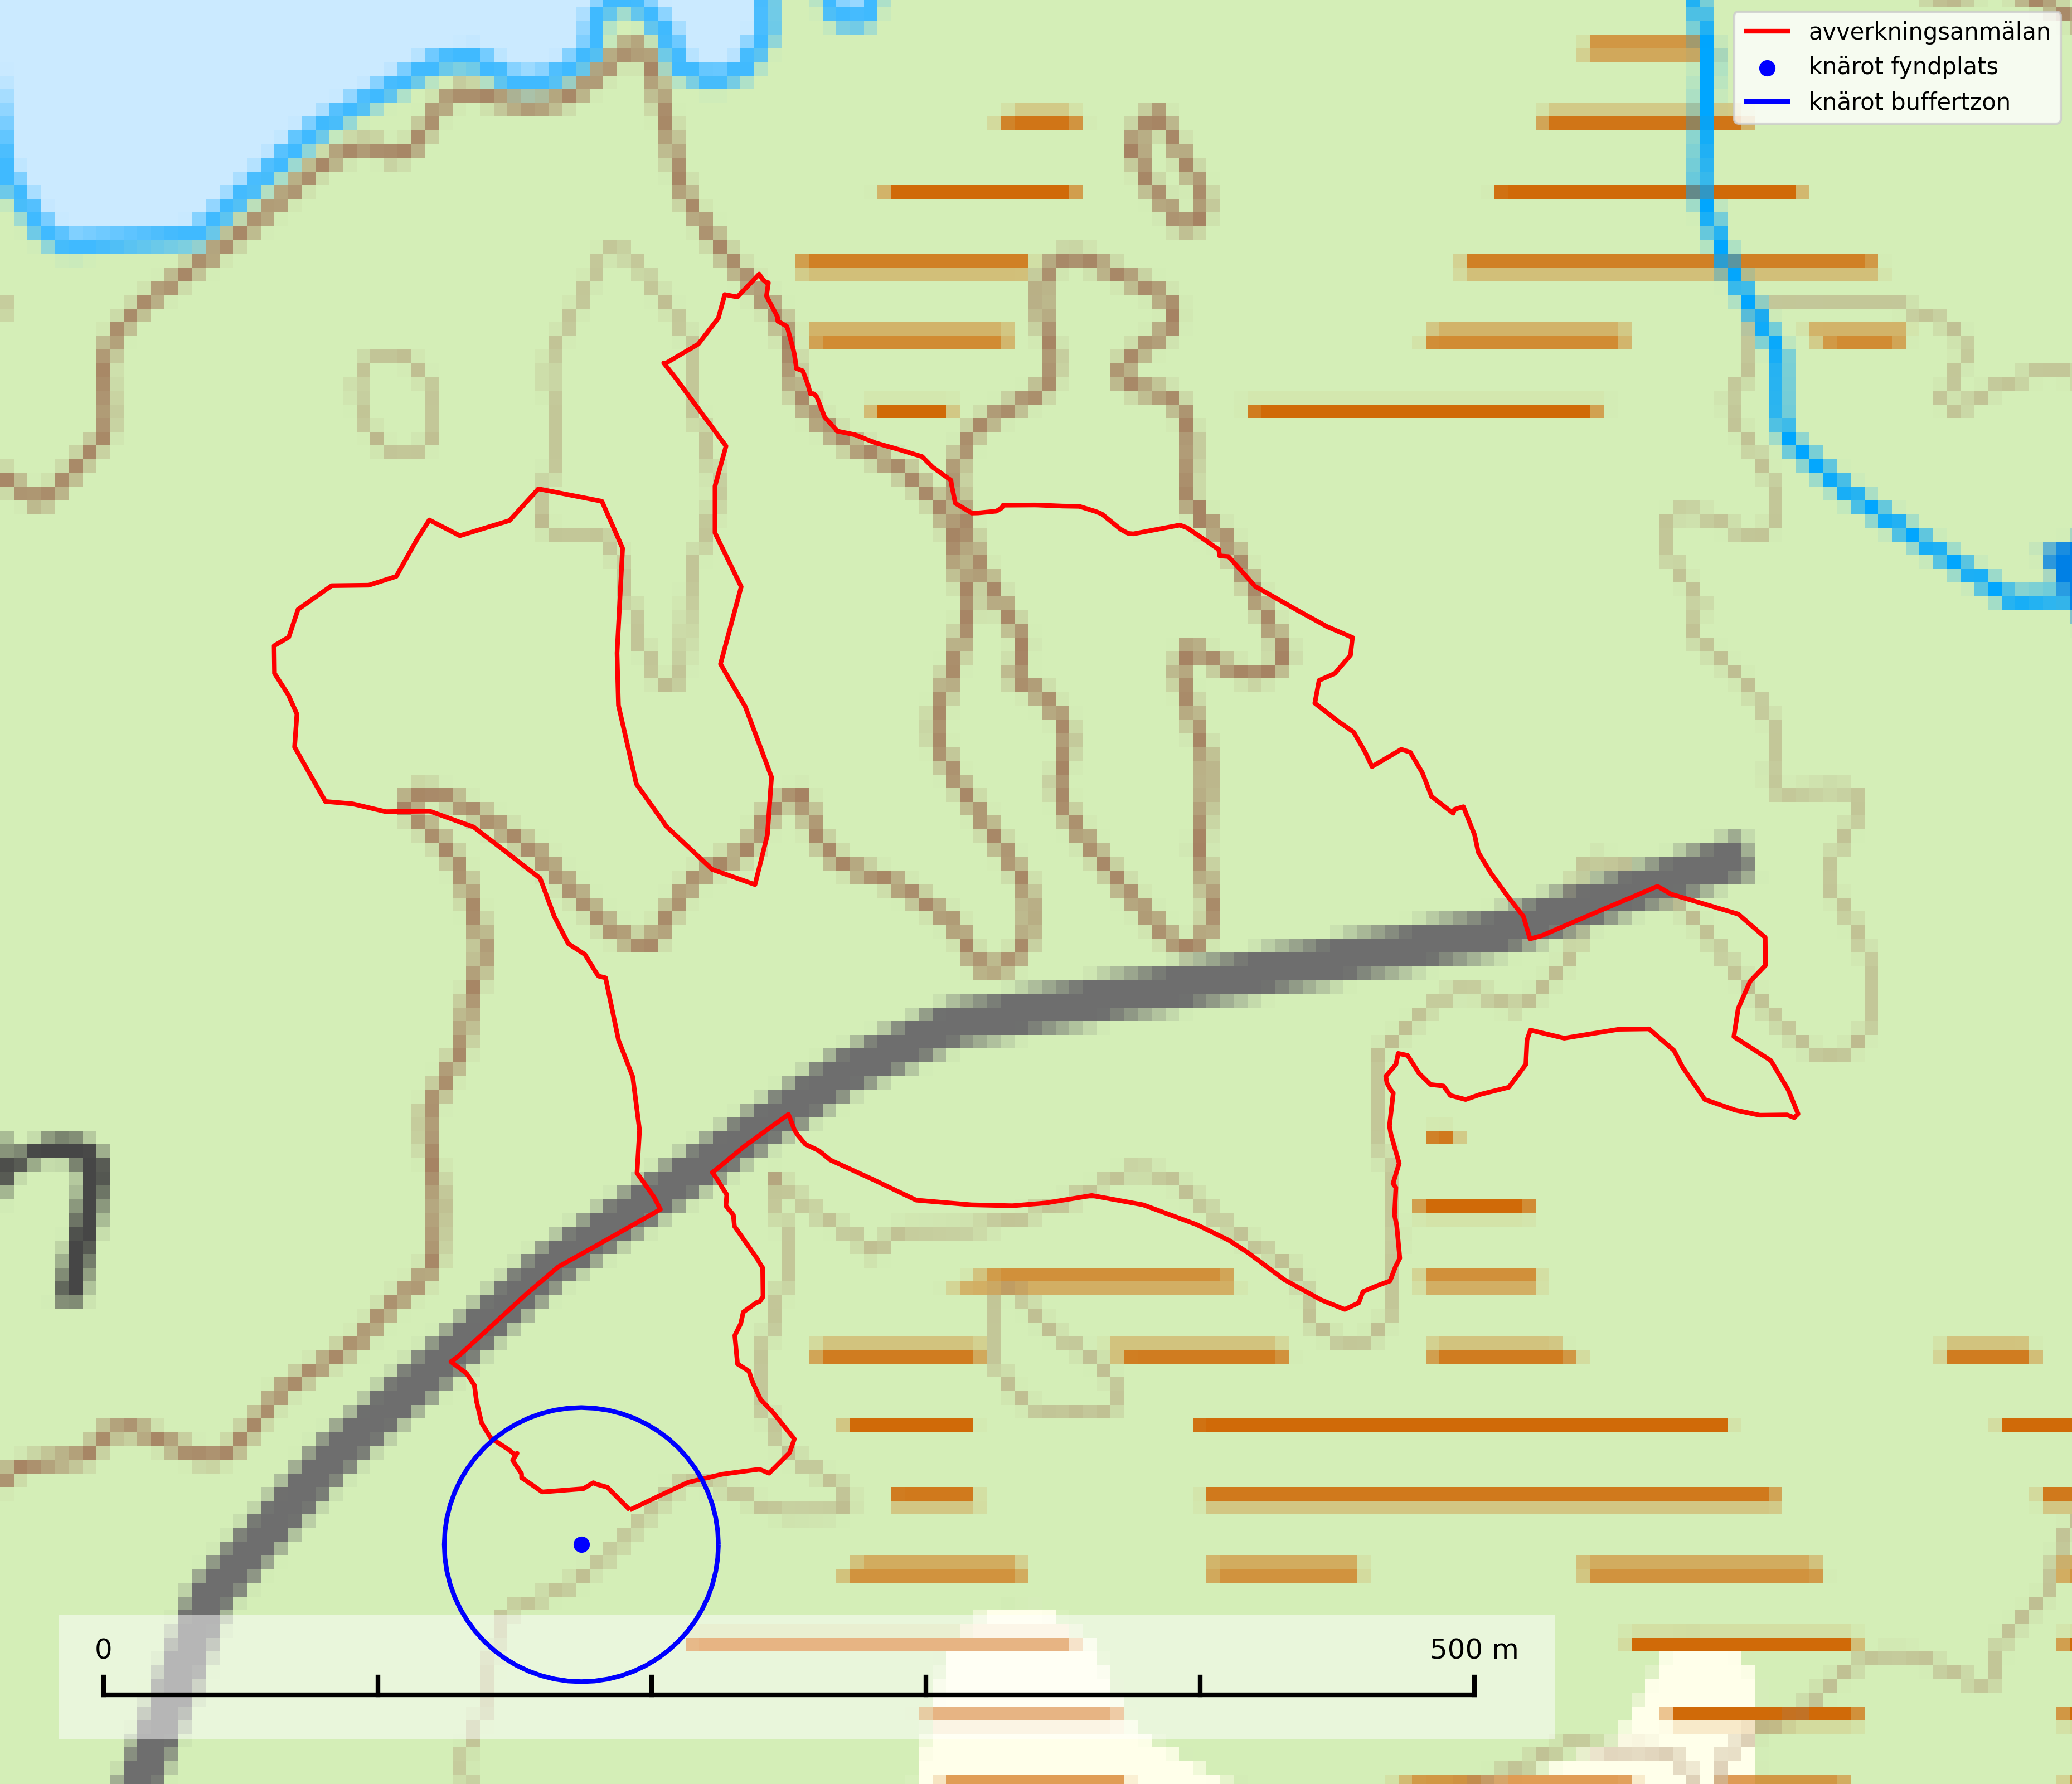 avverkningsanmälan
knärot fyndplats
knärot buffertzon
0 500 m